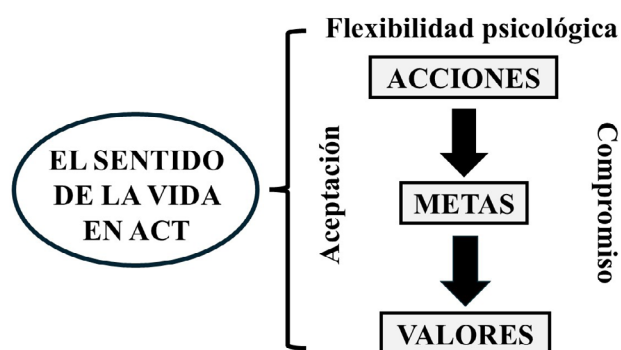 Flexibilidad psicológica
ACCIONES
EL SENTIDO
DE LA VIDA
EN ACT
Aceptación
METAS
Compromiso
VALORES